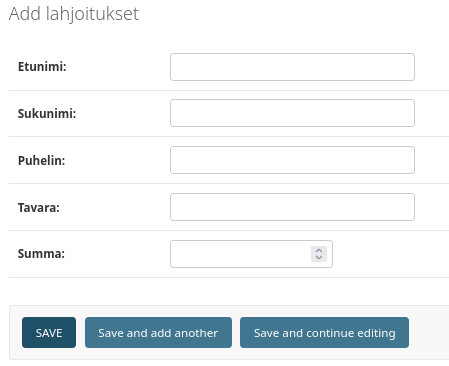 Add lahjoitukset
Etunimi:
Sukunimi:
Puhelin:
Tavara:
Summa:
SAVE Save and add another Save and continue editing